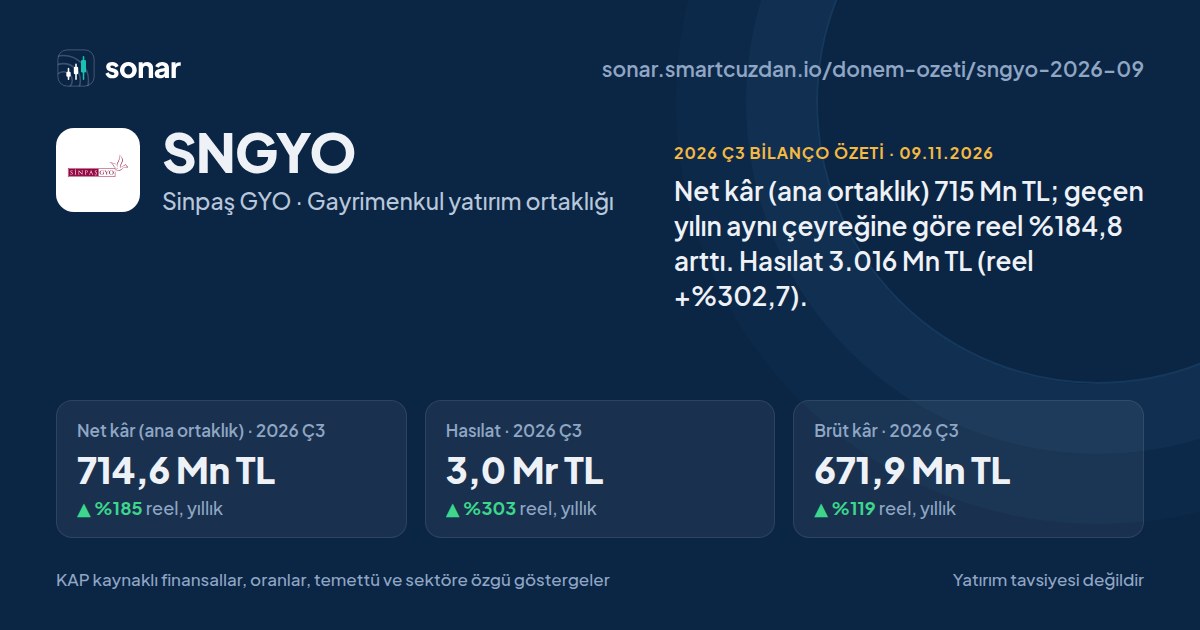 sonar
sonar.smartcuzdan.io/donem-ozeti/sngyo-2026-09
SİNPAŞ GYO
SNGYO
Sinpaş GYO · Gayrimenkul yatırım ortaklığı
2026 Ç3 BİLANÇO ÖZETİ · 09.11.2026
Net kâr (ana ortaklık) 715 Mn TL; geçen
yılın aynı çeyreğine göre reel %184,8
arttı. Hasılat 3.016 Mn TL (reel
+%302,7).
Net kâr (ana ortaklık) · 2026 Ç3
714,6 Mn TL
▲ %185 reel, yıllık
Hasılat · 2026 Ç3
3,0 Mr TL
▲ %303 reel, yıllık
Brüt kâr · 2026 Ç3
671,9 Mn TL
▲ %119 reel, yıllık
KAP kaynaklı finansallar, oranlar, temettü ve sektöre özgü göstergeler
Yatırım tavsiyesi değildir